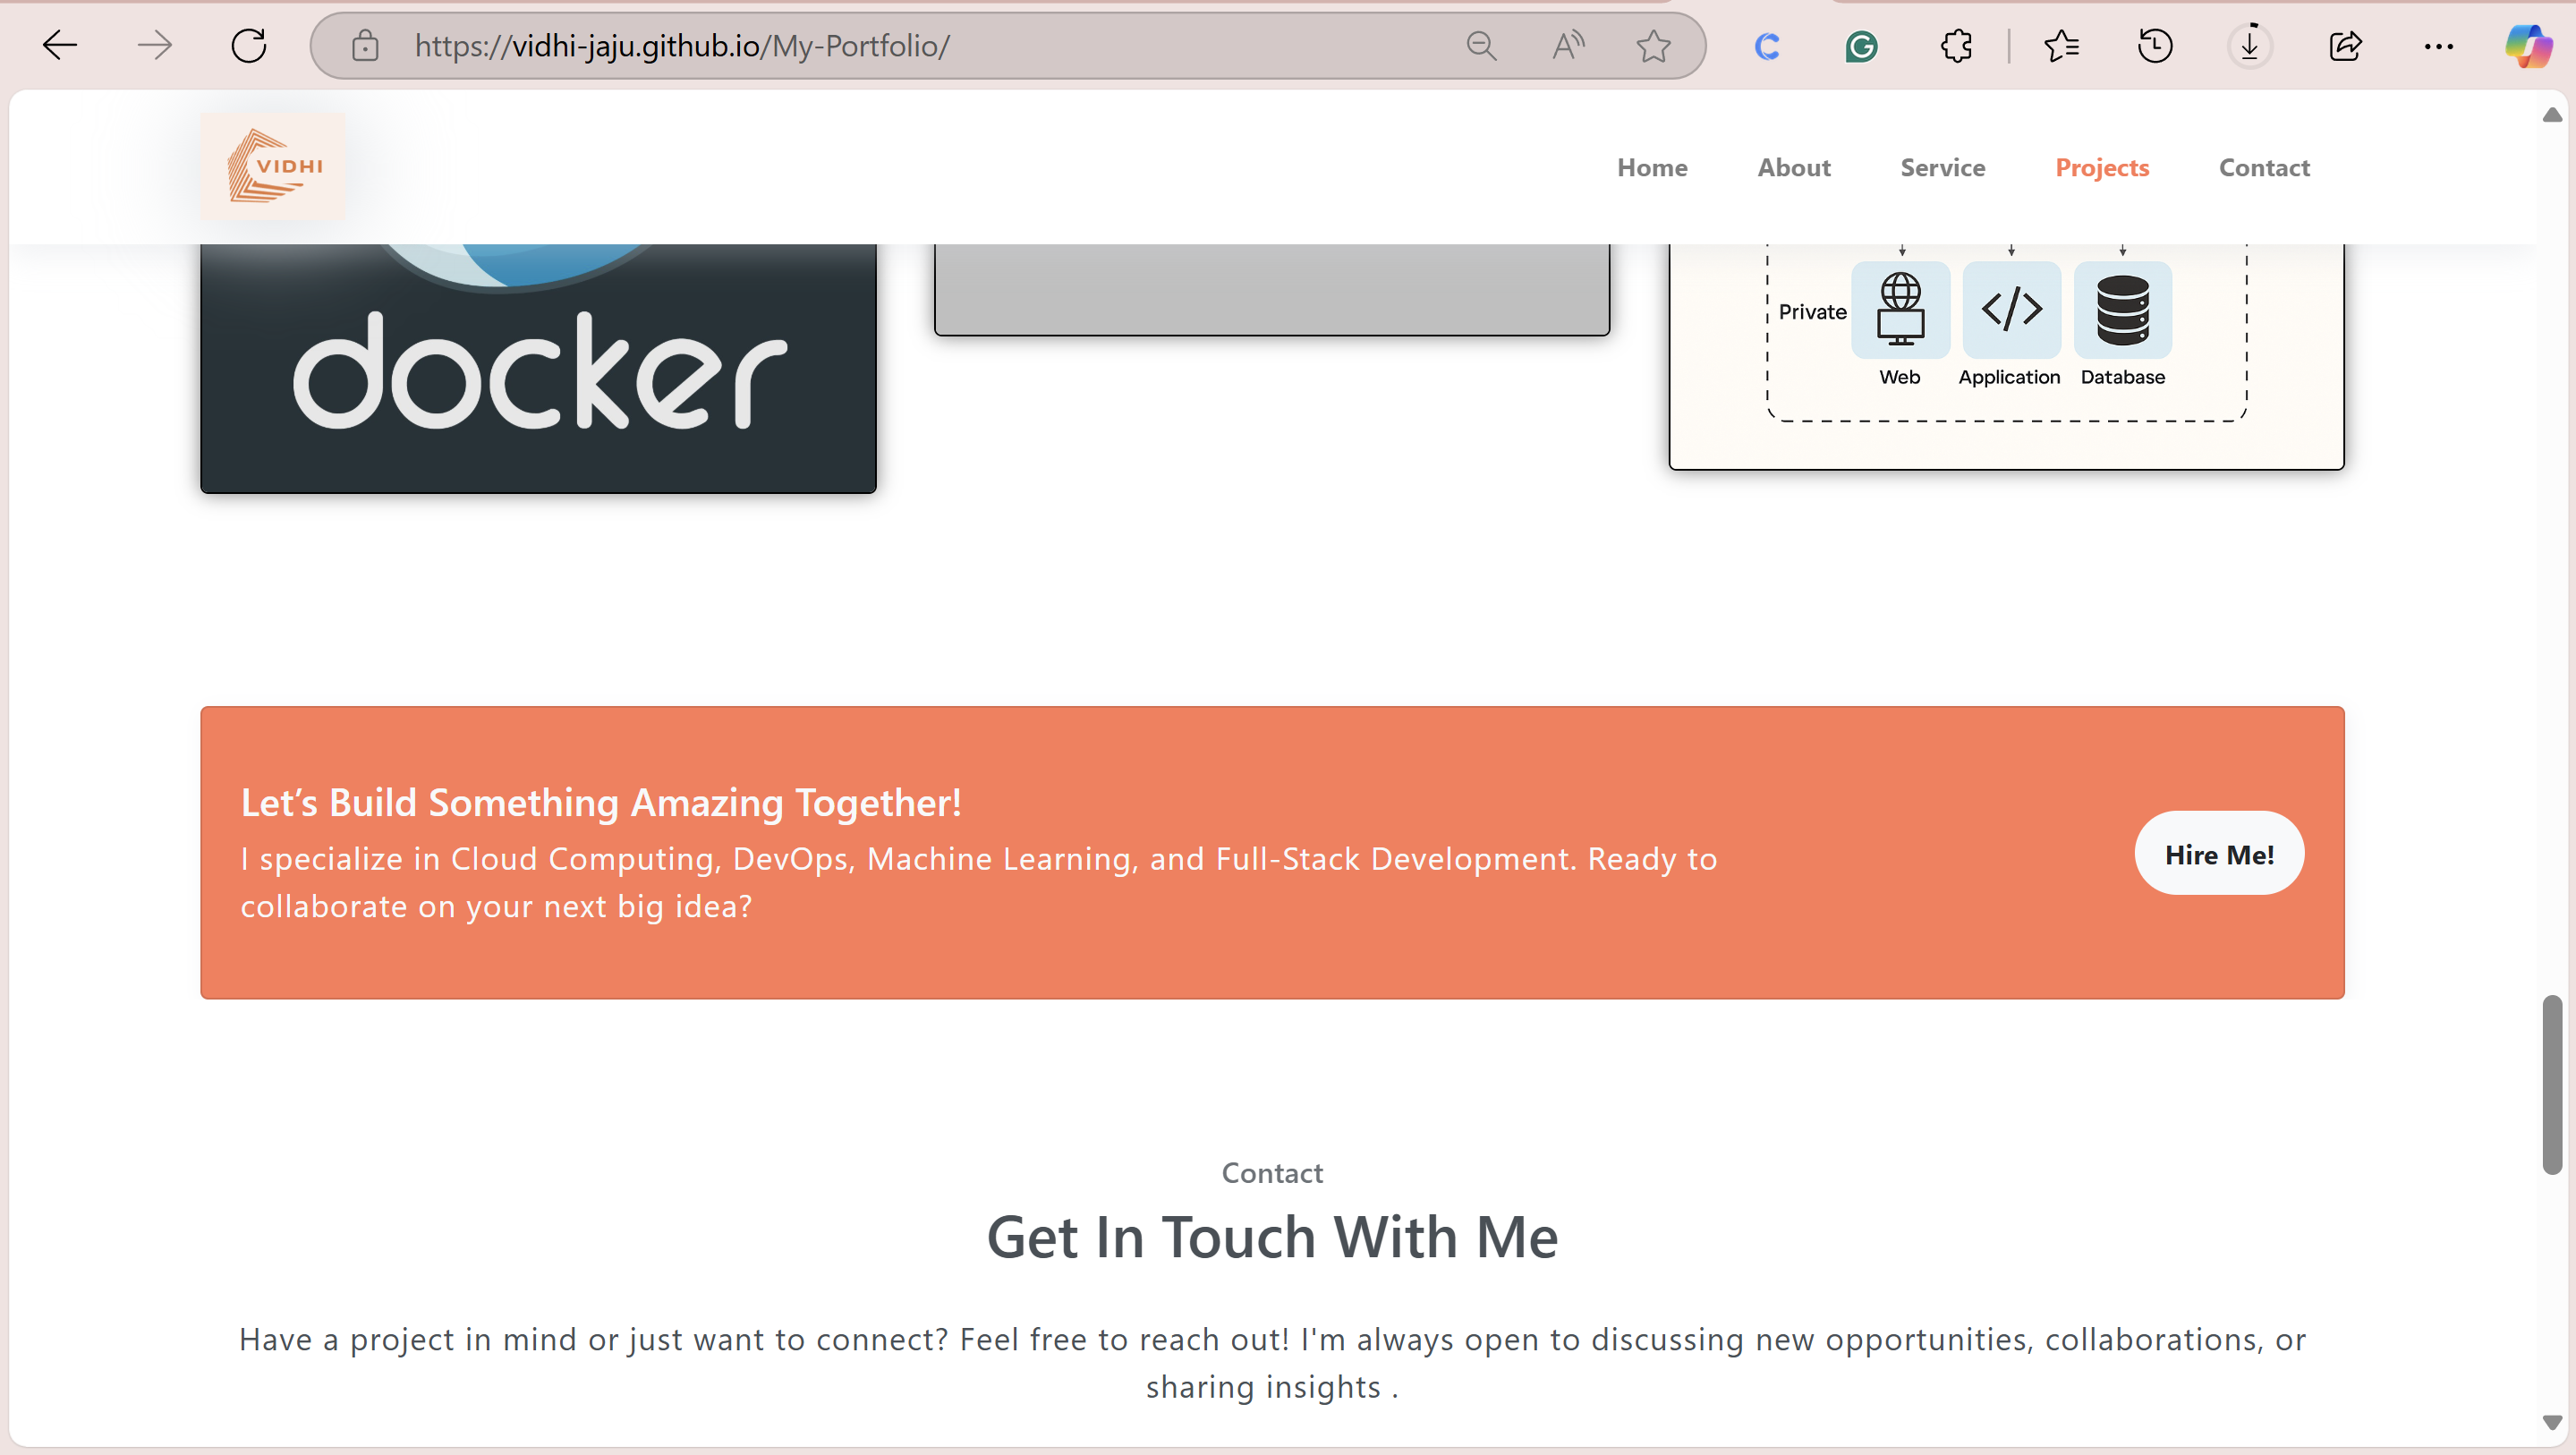 https://vidhi-jaju.github.io/My-Portfolio/
VIDHI
Home About Service Projects Contact
docker
Private
Web Application Database
Let’s Build Something Amazing Together!
I specialize in Cloud Computing, DevOps, Machine Learning, and Full-Stack Development. Ready to
collaborate on your next big idea?
Hire Me!
Contact
Get In Touch With Me
Have a project in mind or just want to connect? Feel free to reach out! I'm always open to discussing new opportunities, collaborations, or
sharing insights .